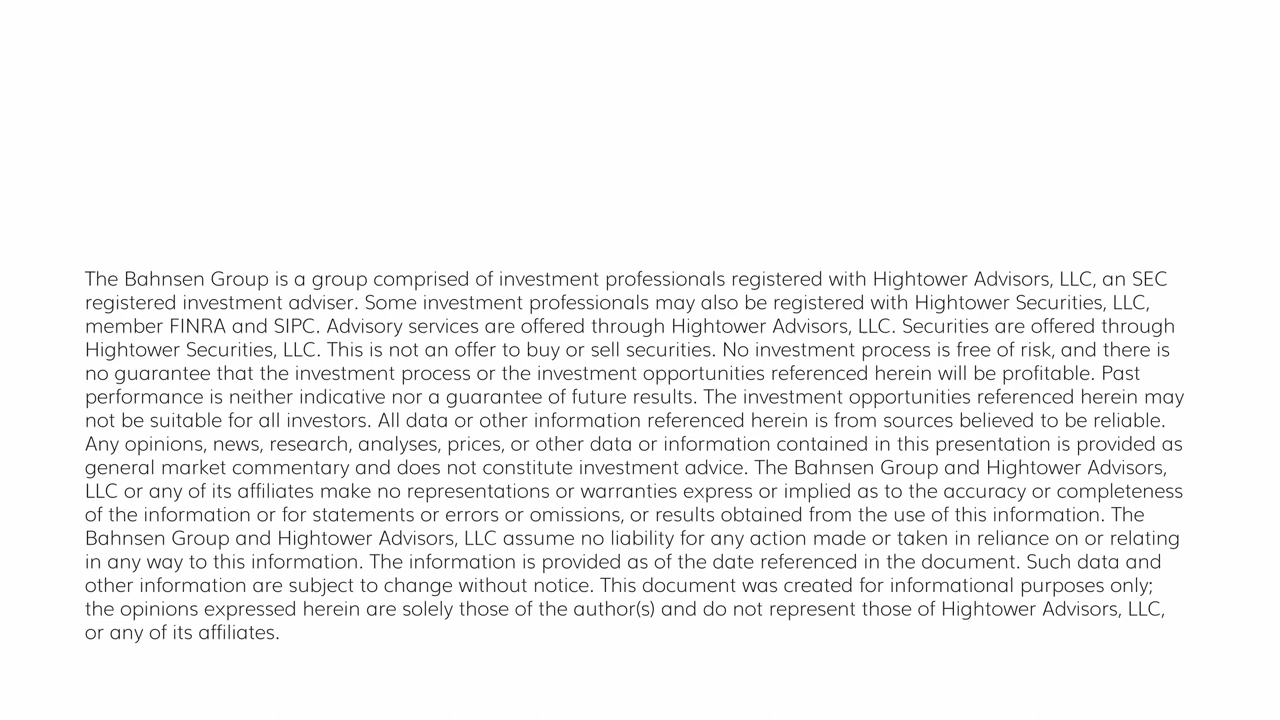 The Bahnsen Group is a group comprised of investment professionals registered with Hightower Advisors, LLC, an SEC
registered investment adviser. Some investment professionals may also be registered with Hightower Securities, LLC,
member FINRA and SIPC. Advisory services are offered through Hightower Advisors, LLC. Securities are offered through
Hightower Securities, LLC. This is not an offer to buy or sell securities. No investment process is free of risk, and there is
no guarantee that the investment process or the investment opportunities referenced herein will be profitable. Past
performance is neither indicative nor a guarantee of future results. The investment opportunities referenced herein may
not be suitable for all investors. All data or other information referenced herein is from sources believed to be reliable.
Any opinions, news, research, analyses, prices, or other data or information contained in this presentation is provided as
general market commentary and does not constitute investment advice. The Bahnsen Group and Hightower Advisors,
LLC or any of its affiliates make no representations or warranties express or implied as to the accuracy or completeness
of the information or for statements or errors or omissions, or results obtained from the use of this information. The
Bahnsen Group and Hightower Advisors, LLC assume no liability for any action made or taken in reliance on or relating
in any way to this information. The information is provided as of the date referenced in the document. Such data and
other information are subject to change without notice. This document was created for informational purposes only;
the opinions expressed herein are solely those of the author(s) and do not represent those of Hightower Advisors, LLC,
or any of its affiliates.